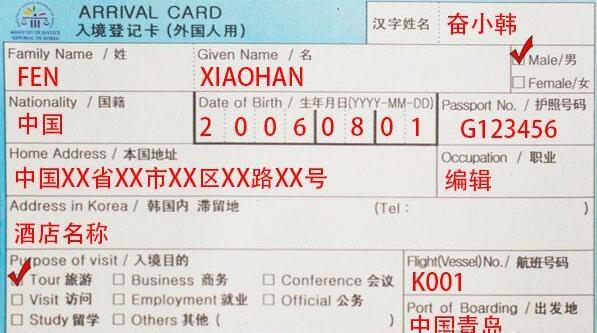 MINISTRY OF JUSTICE
REPUBLIC OF KOREA
ARRIVAL CARD
入境登记卡 (外国人用)
汉字姓名 奋小韩
Family Name / 姓 Given Name / 名 Male/男
FEN XIAOHAN Female/女
Nationality / 国籍 Date of Birth / 生年月日(YYYY-MM-DD) Passport No. / 护照号码
中国 2 0 0 6 0 8 0 1 G123456
Home Address / 本国地址 Occupation / 职业
中国XX省XX市XX区XX路XX号 编辑
Address in Korea / 韩国内 滞留地 (Tel : )
酒店名称
Purpose of visit / 入境目的 Flight(Vessel) No./ 航班号码
Tour 旅游 Business 商务 Conference 会议 K001
Visit 访问 Employment 就业 Official 公务 Port of Boarding / 出发地
Study 留学 Others 其他 ( ) 中国青岛